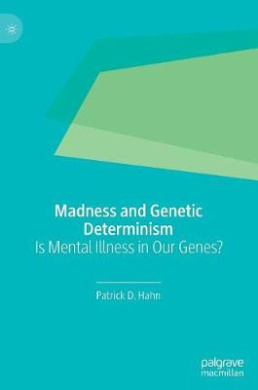 Madness and Genetic
Determinism
Is Mental Illness in Our Genes?
Patrick D. Hahn
palgrave
macmillan